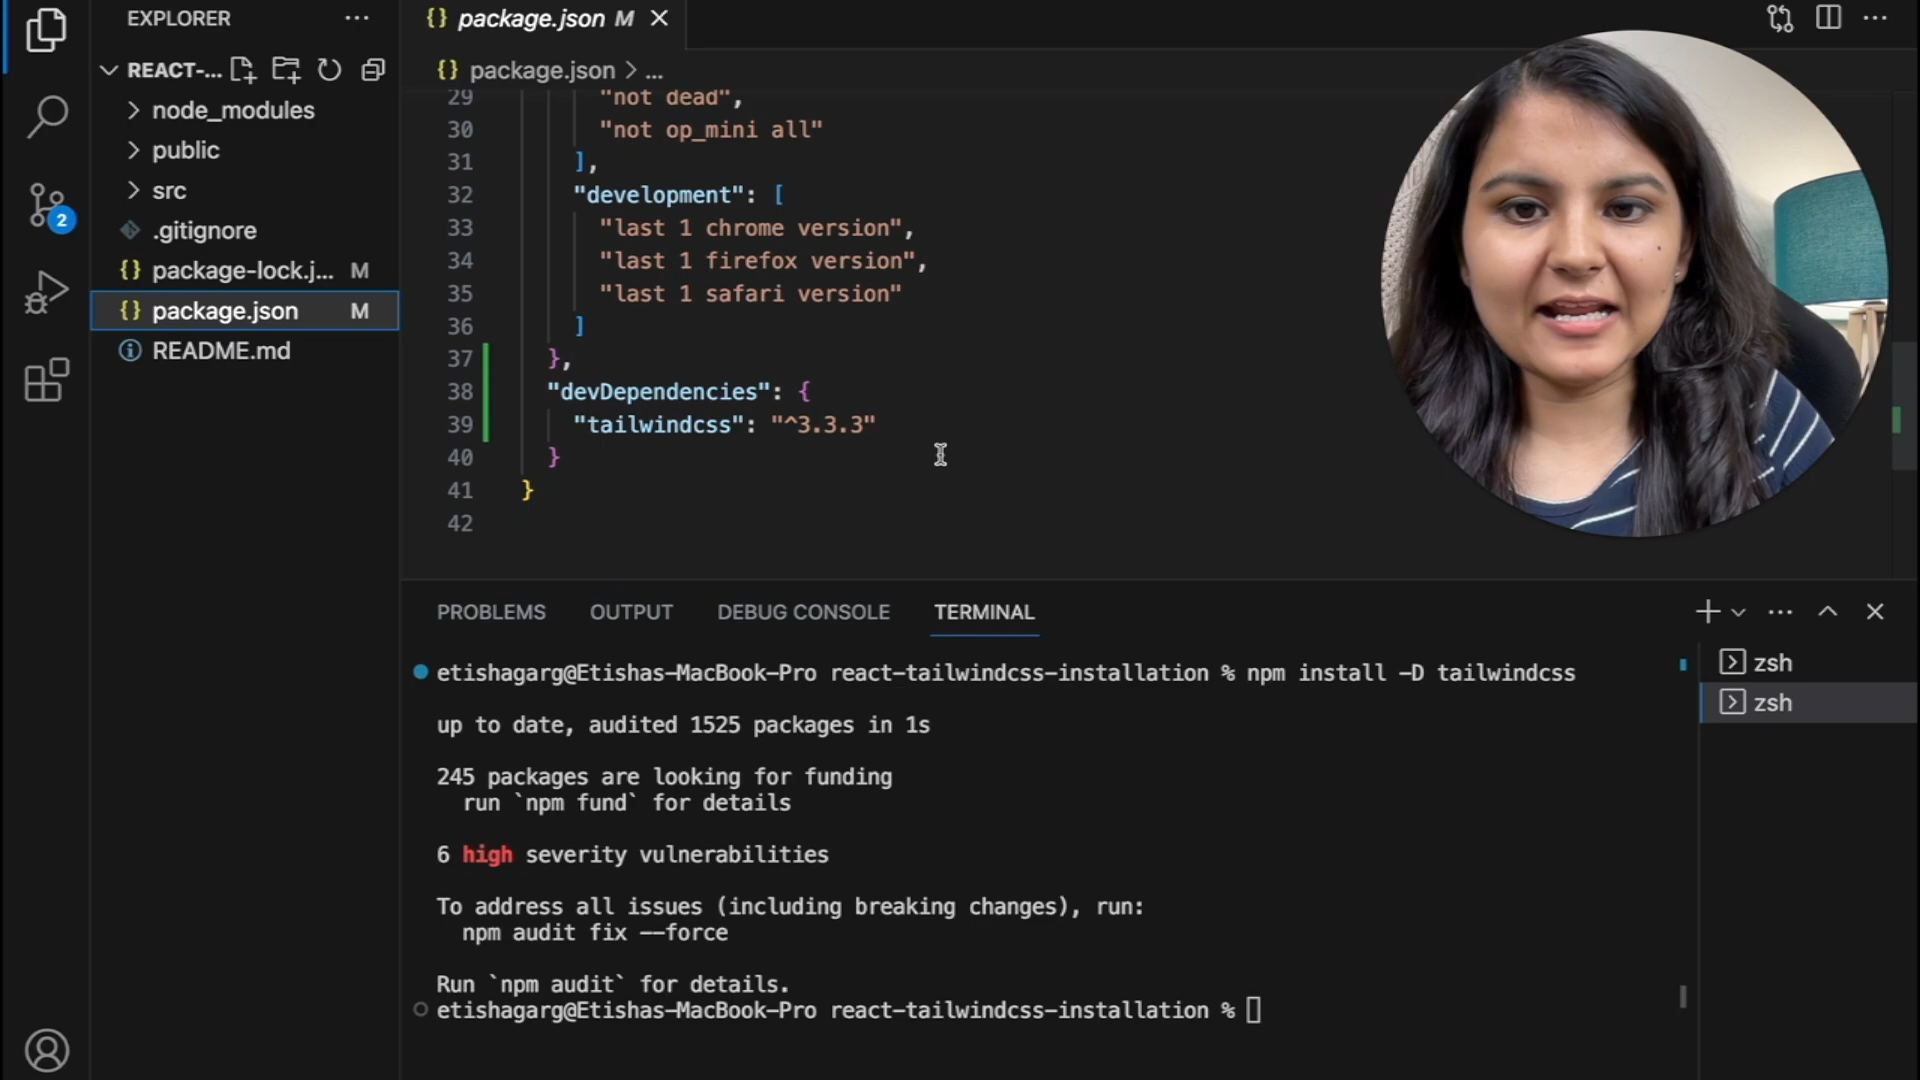 EXPLORER
REACT-...
node_modules
public
src
.gitignore
package-lock.j... M
package.json M
README.md
2
package.json M
package.json > ...
29 "not dead",
30 "not op_mini all"
31 ],
32 "development": [
33 "last 1 chrome version",
34 "last 1 firefox version",
35 "last 1 safari version"
36 ]
37 },
38 "devDependencies": {
39 "tailwindcss": "^3.3.3"
40 }
41 }
42
PROBLEMS OUTPUT DEBUG CONSOLE TERMINAL
etishagarg@Etishas-MacBook-Pro react-tailwindcss-installation % npm install -D tailwindcss
up to date, audited 1525 packages in 1s
245 packages are looking for funding
run `npm fund` for details
6 high severity vulnerabilities
To address all issues (including breaking changes), run:
npm audit fix --force
Run `npm audit` for details.
etishagarg@Etishas-MacBook-Pro react-tailwindcss-installation %
zsh
zsh